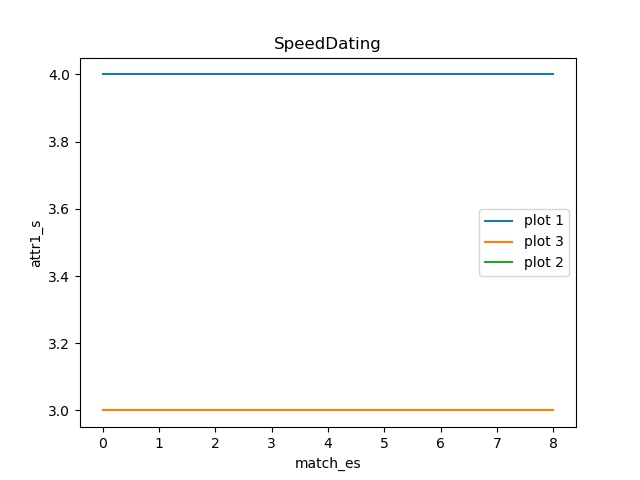 SpeedDating
4.0
3.8
3.6
3.4
3.2
3.0
attr1_s
plot 1
plot 3
plot 2
0 1 2 3 4 5 6 7 8
match_es